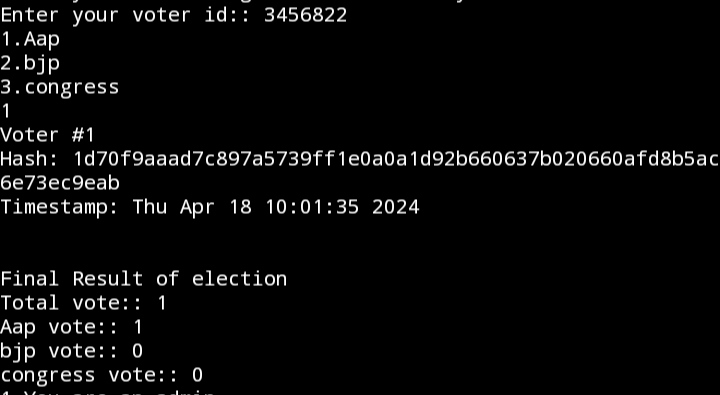 Enter your voter id:: 3456822
1.Aap
2.bjp
3.congress
1
Voter #1
Hash: 1d70f9aaad7c897a5739ff1e0a0a1d92b660637b020660afd8b5ac
6e73ec9eab
Timestamp: Thu Apr 18 10:01:35 2024
Final Result of election
Total vote:: 1
Aap vote:: 1
bjp vote:: 0
congress vote:: 0